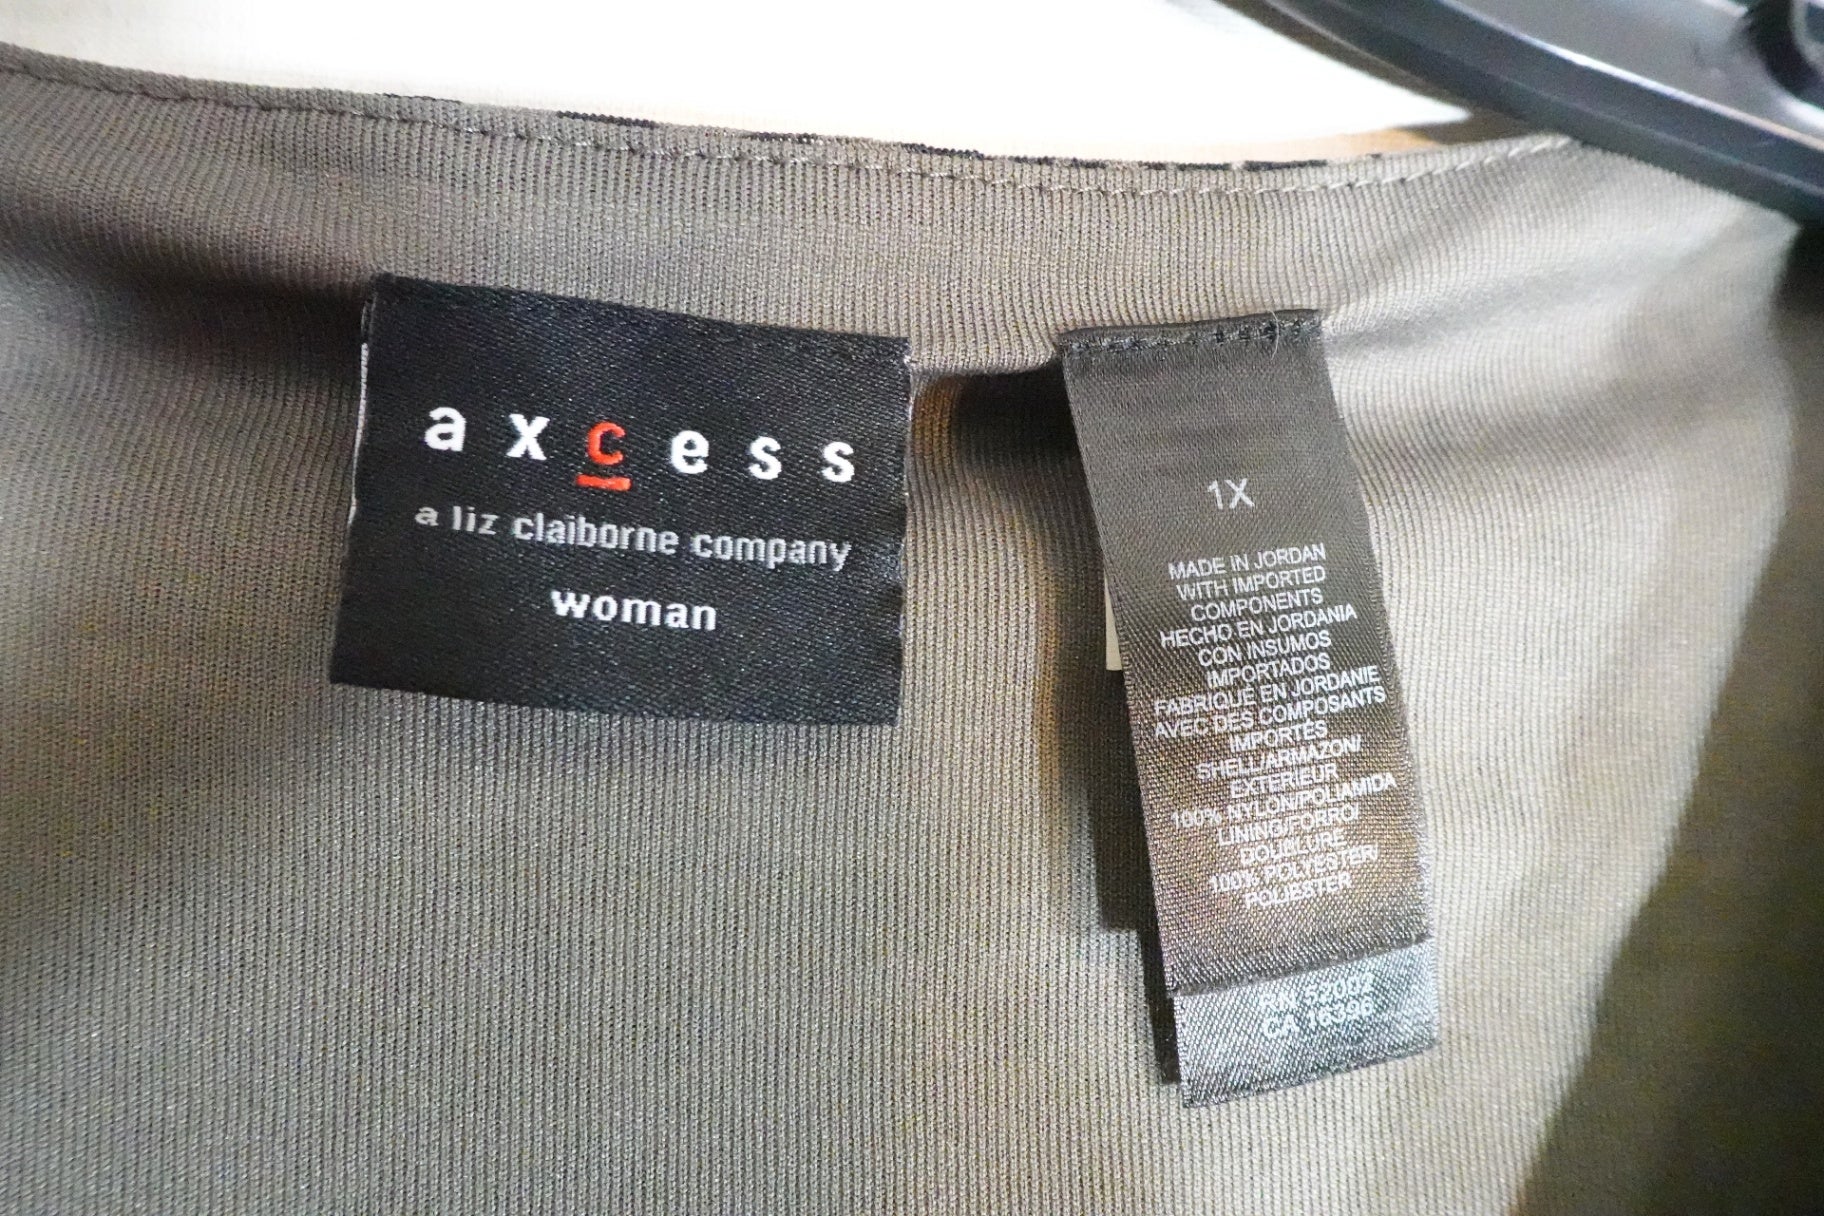 axcess
a liz claiborne company
woman
1X
MADE IN JORDAN
WITH IMPORTED
COMPONENTS
HECHO EN JORDANIA
CON INSUMOS
IMPORTADOS
FABRIQUÉ EN JORDANIE
AVEC DES COMPOSANTS
IMPORTÉS
SHELL/ARMAZON/
EXTERIEUR
100% NYLON/POLIAMIDA
LINING/FORRO/
DOUBLURE
100% POLYESTER/
POLIESTER
RN 52002
CA 16396